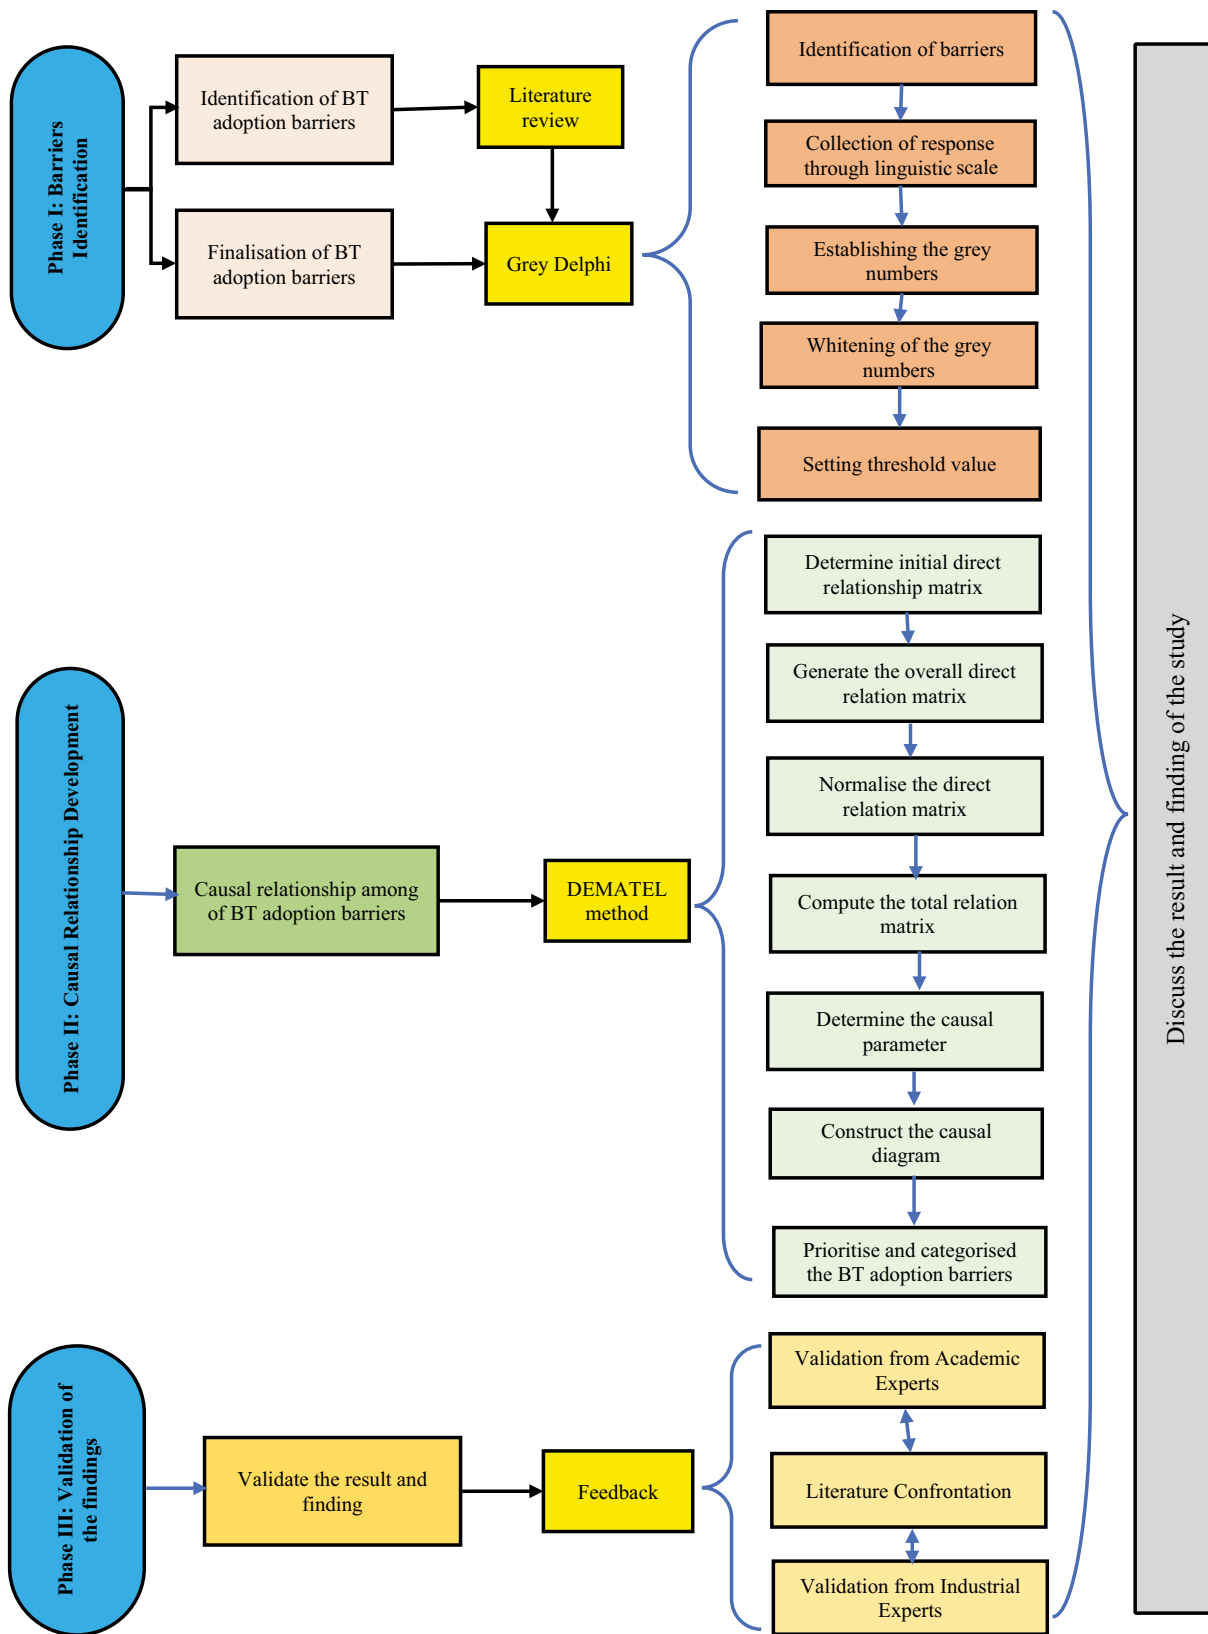 Phase I: Barriers
Identification
Identification of BT
adoption barriers
Literature
review
Finalisation of BT
adoption barriers
Grey Delphi
Identification of barriers
Collection of response
through linguistic scale
Establishing the grey
numbers
Whitening of the grey
numbers
Setting threshold value
Phase II: Causal Relationship Development
Causal relationship among
of BT adoption barriers
DEMATEL
method
Determine initial direct
relationship matrix
Generate the overall direct
relation matrix
Normalise the direct
relation matrix
Compute the total relation
matrix
Determine the causal
parameter
Construct the causal
diagram
Prioritise and categorised
the BT adoption barriers
Phase III: Validation of
the findings
Validate the result and
finding
Feedback
Validation from Academic
Experts
Literature Confrontation
Validation from Industrial
Experts
Discuss the result and finding of the study